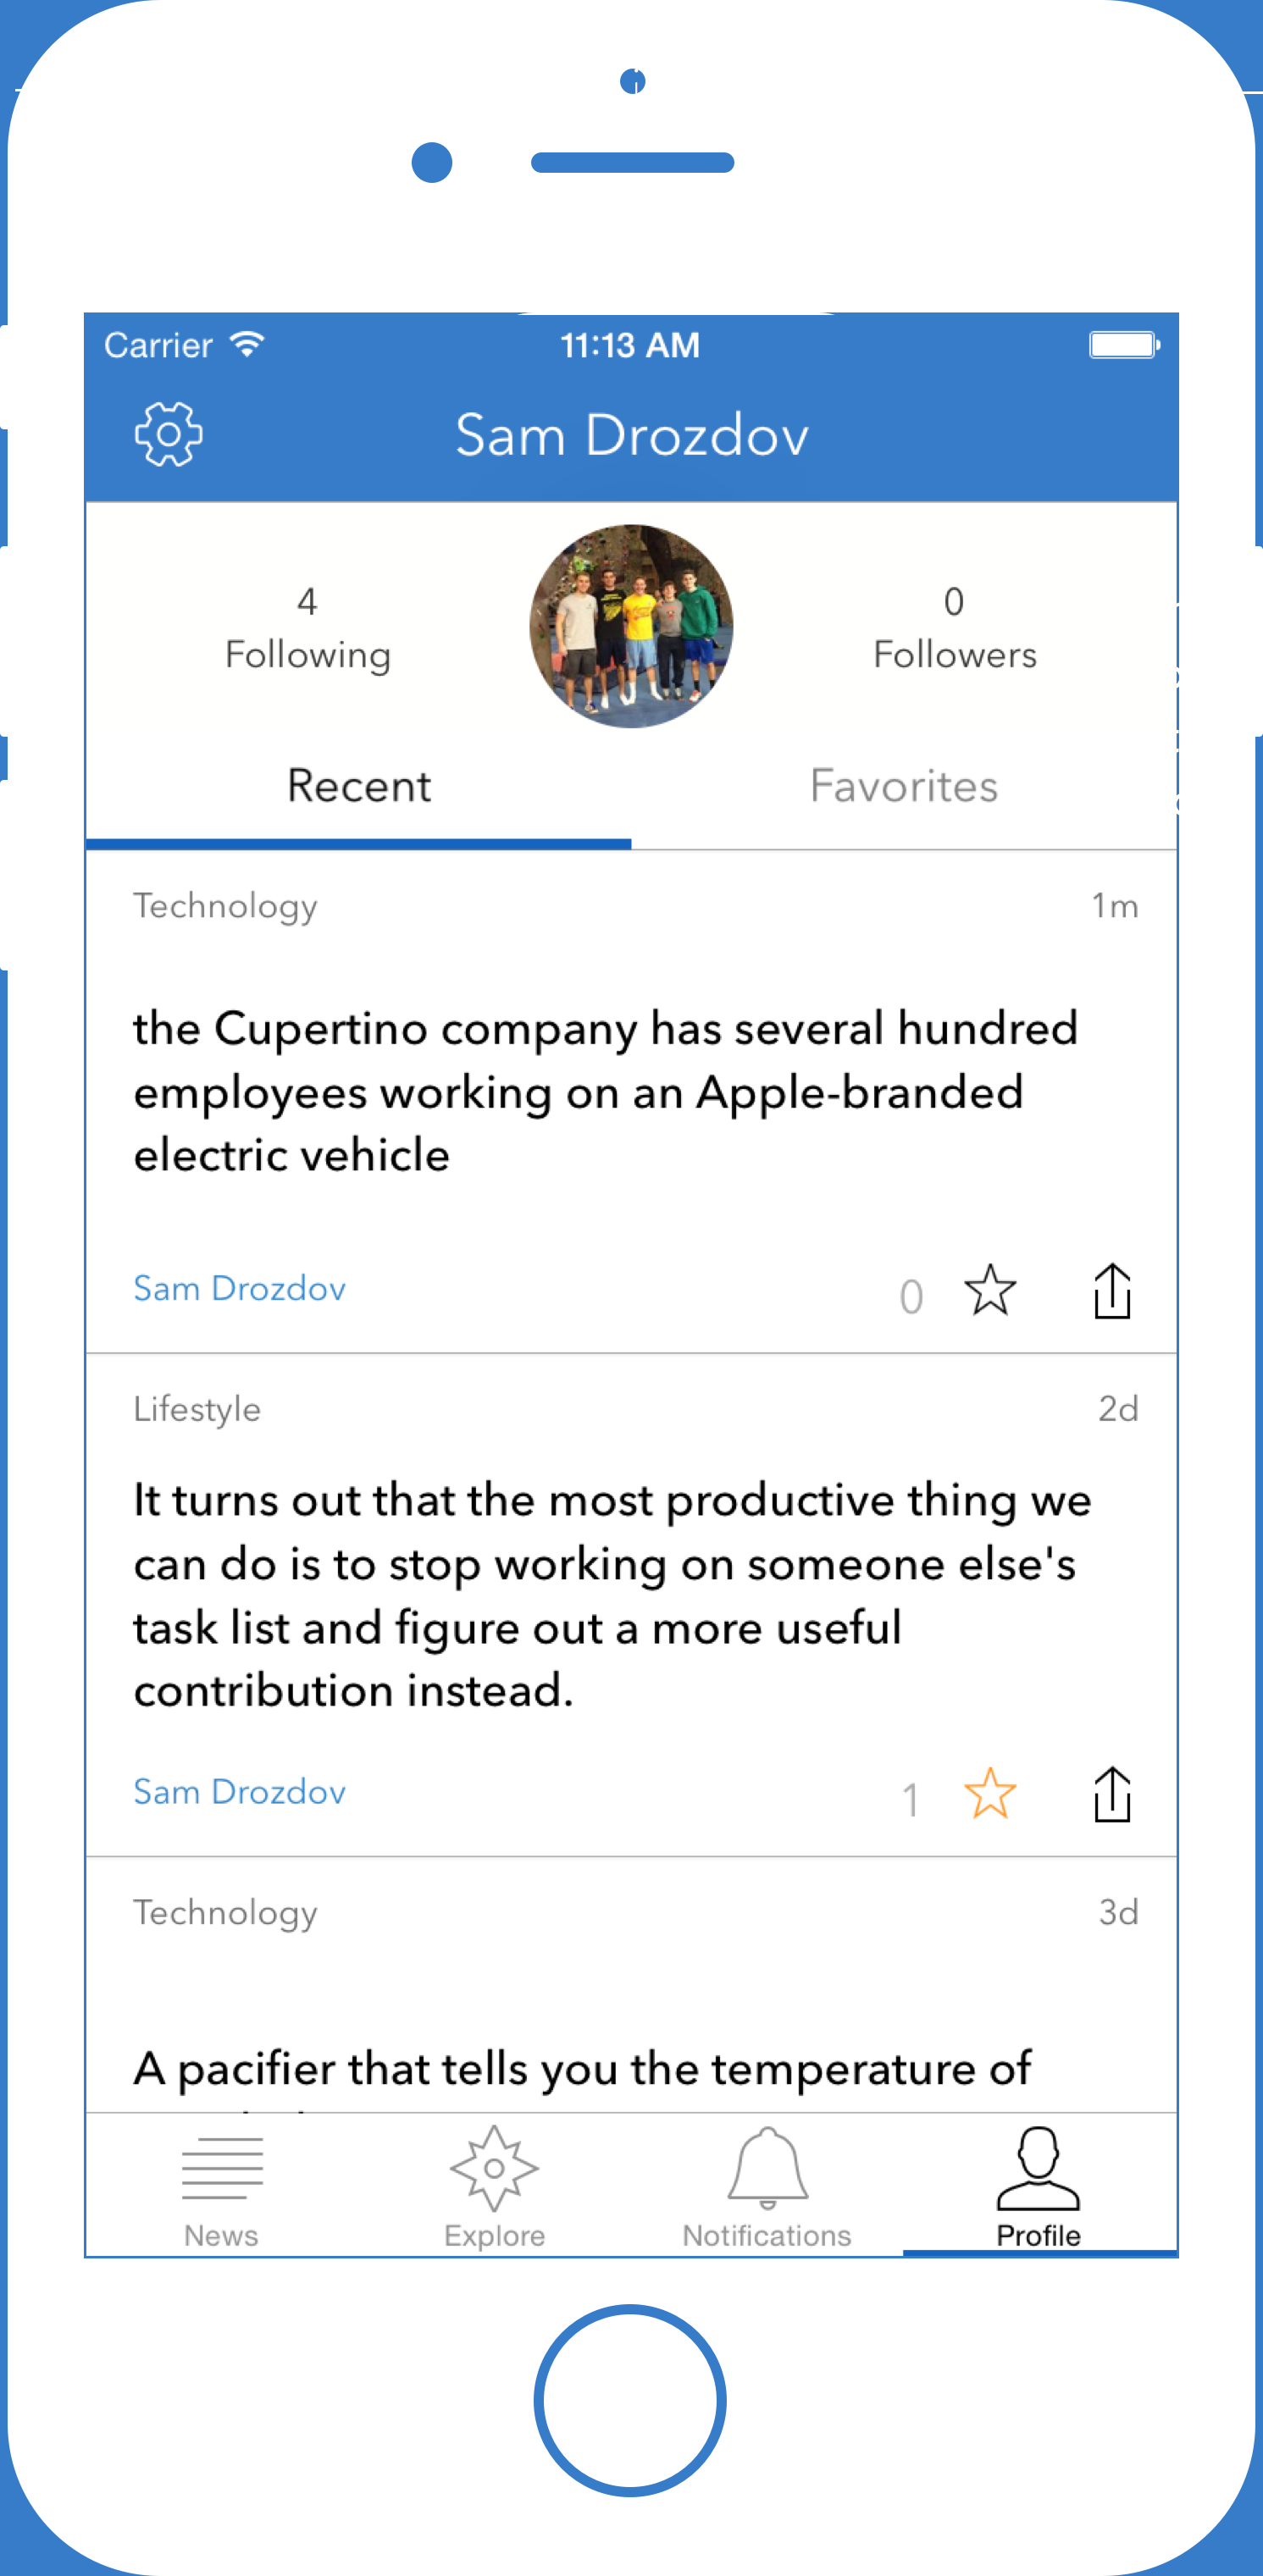 Carrier 11:13 AM
Sam Drozdov
4
Following
0
Followers
Recent Favorites
Technology 1m
the Cupertino company has several hundred
employees working on an Apple-branded
electric vehicle
Sam Drozdov 0
Lifestyle 2d
It turns out that the most productive thing we
can do is to stop working on someone else's
task list and figure out a more useful
contribution instead.
Sam Drozdov 1
Technology 3d
A pacifier that tells you the temperature of
News Explore Notifications Profile